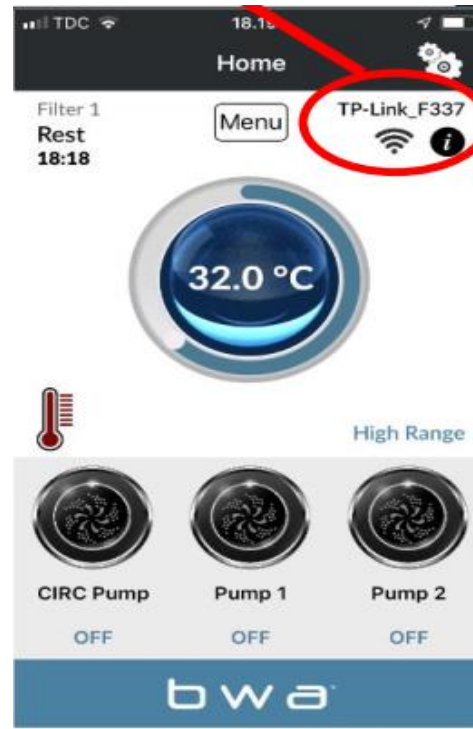 TDC
Home
Filter 1
Rest
18:18
Menu
TP-Link_F337
i
32.0 °C
High Range
CIRC Pump
Pump 1
Pump 2
OFF
OFF
OFF
bwa